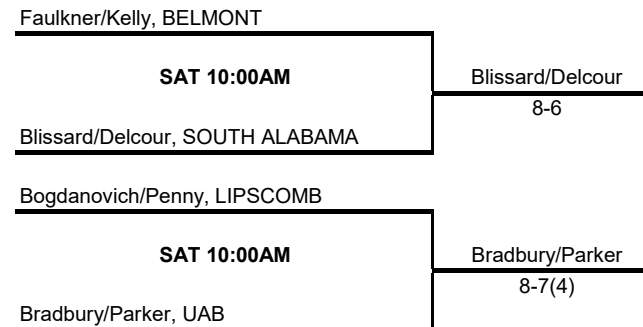 Faulkner/Kelly, BELMONT
SAT 10:00AM
Blissard/Delcour
8-6
Blissard/Delcour, SOUTH ALABAMA
Bogdanovich/Penny, LIPSCOMB
SAT 10:00AM
Bradbury/Parker
8-7(4)
Bradbury/Parker, UAB